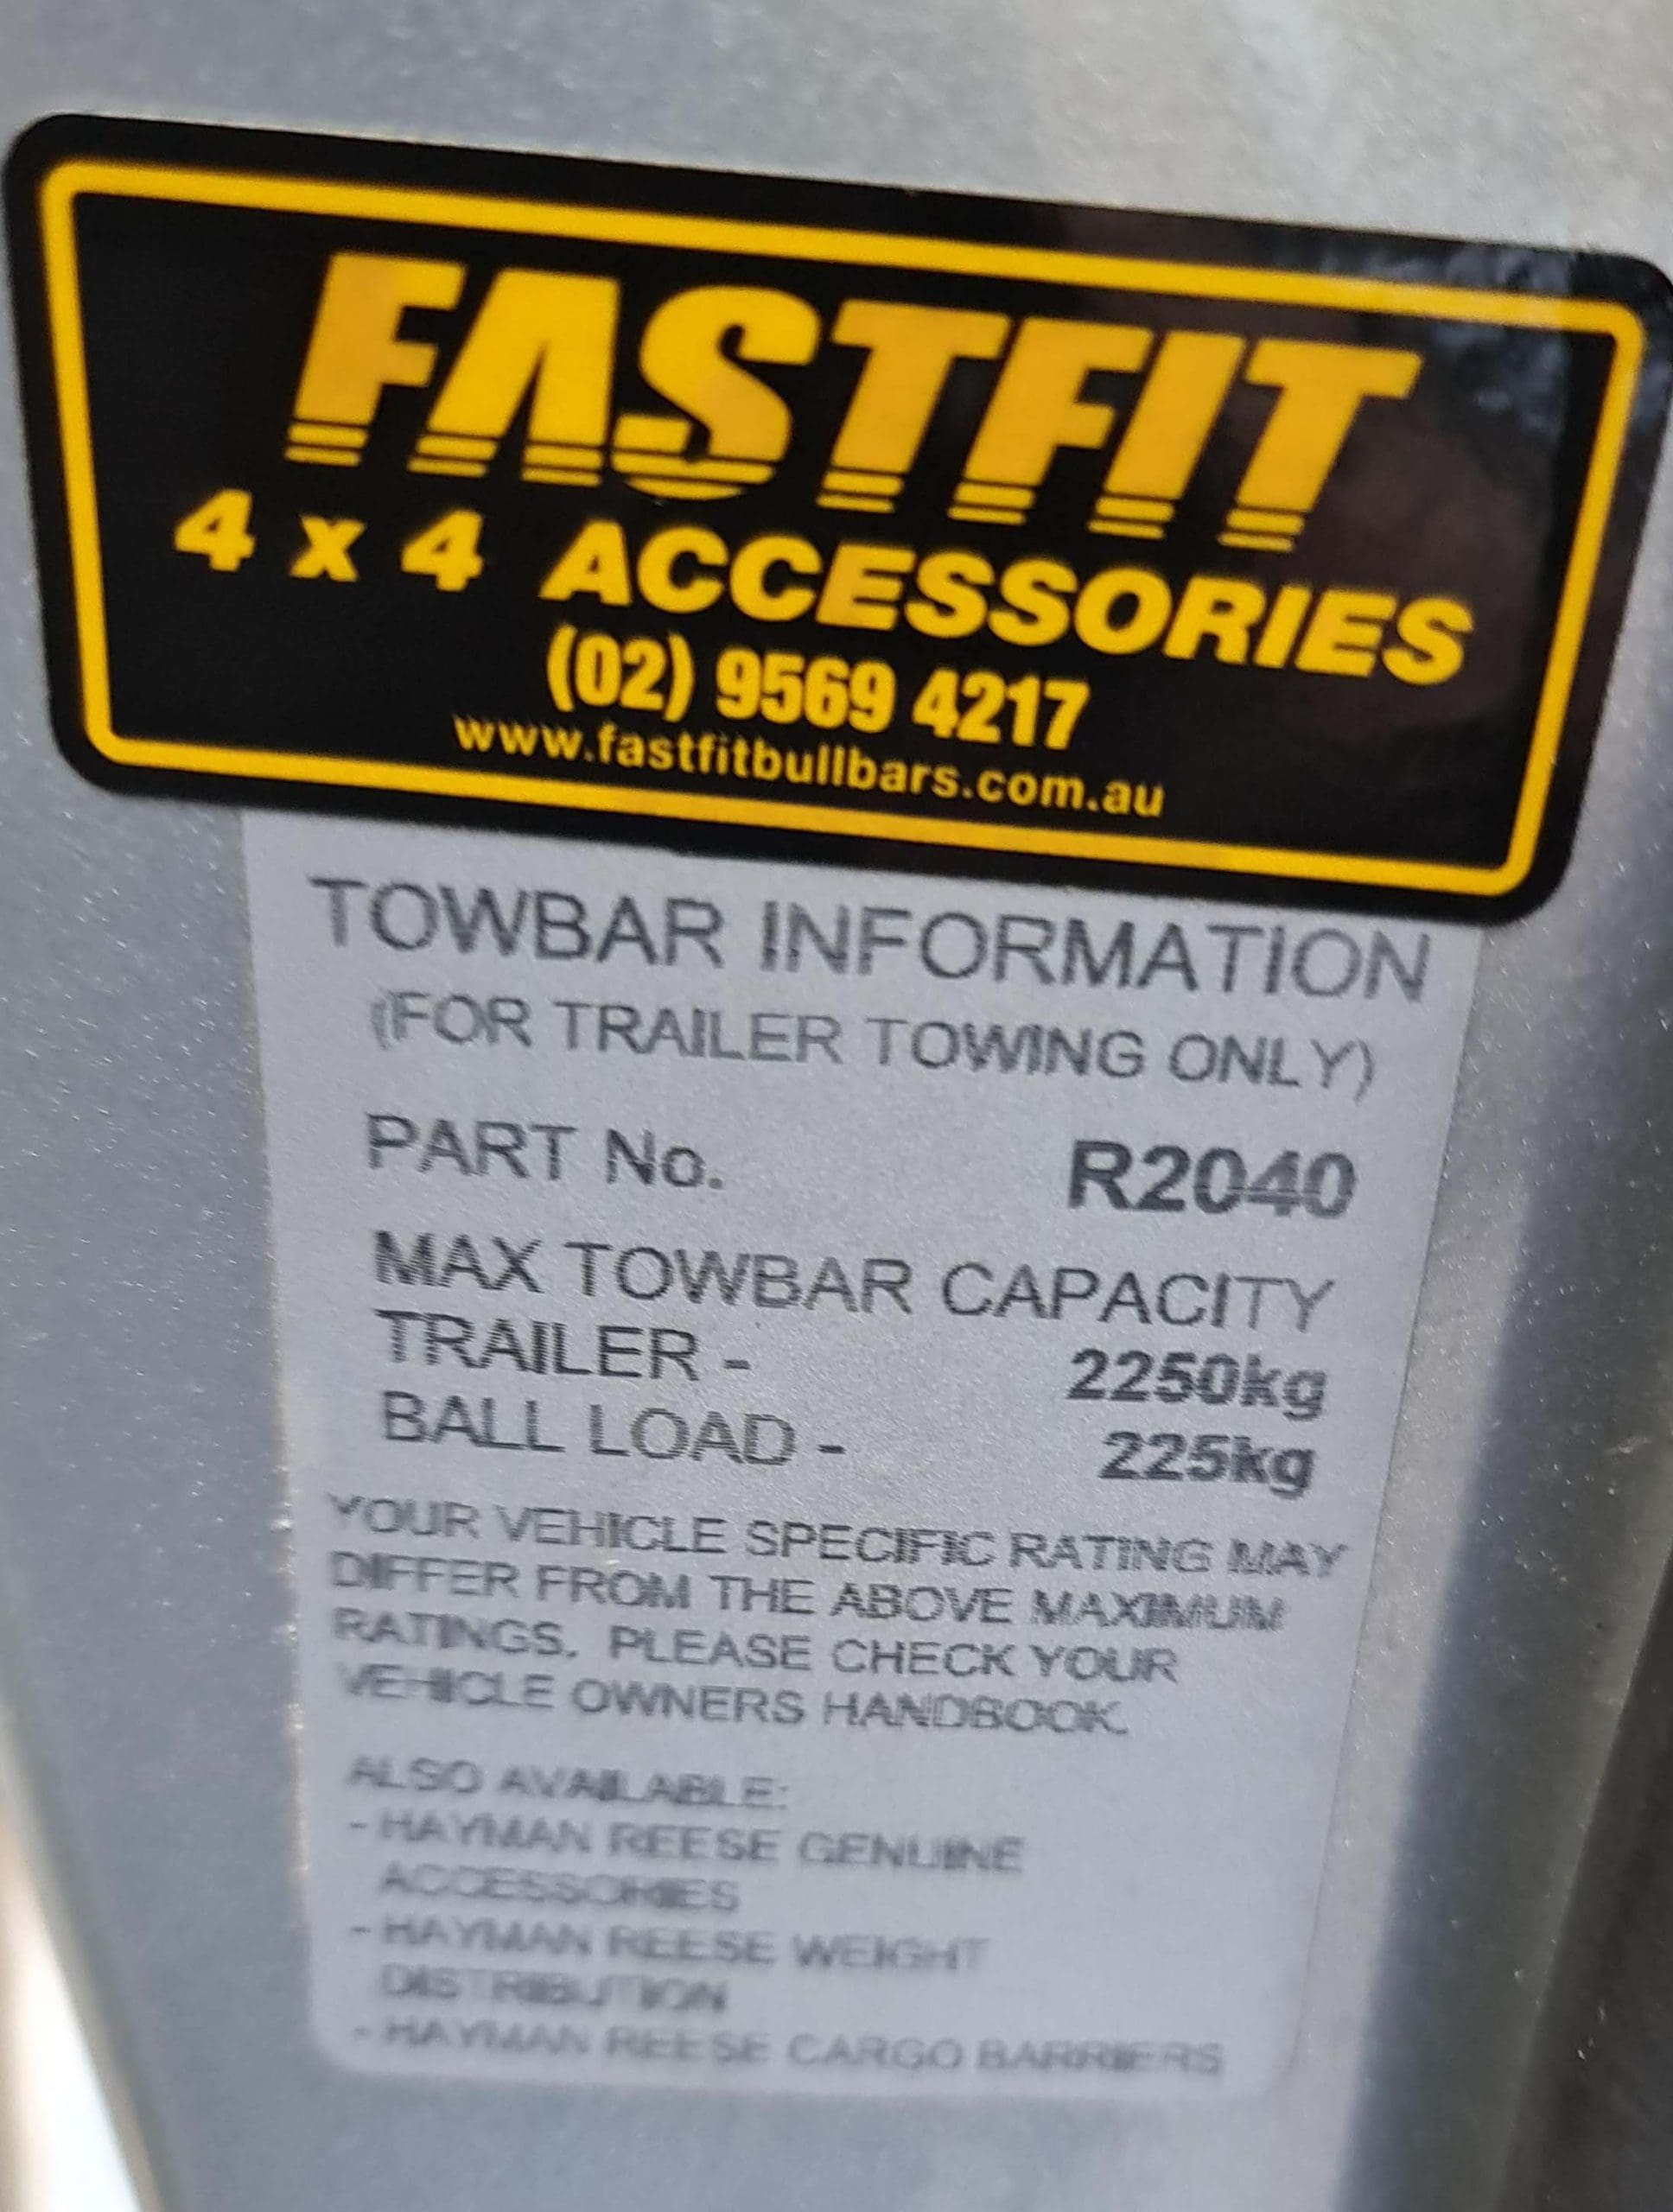 FASTFIT
4 x 4 ACCESSORIES
(02) 9569 4217
www.fastfitbullbars.com.au
TOWBAR INFORMATION
(FOR TRAILER TOWING ONLY)
PART No. R2040
MAX TOWBAR CAPACITY
TRAILER - 2250kg
BALL LOAD - 225kg
YOUR VEHICLE SPECIFIC RATING MAY
DIFFER FROM THE ABOVE MAXIMUM
RATINGS. PLEASE CHECK YOUR
VEHICLE OWNERS HANDBOOK.
ALSO AVAILABLE:
- HAYMAN REESE GENUINE
ACCESSORIES
- HAYMAN REESE WEIGHT
DISTRIBUTION
- HAYMAN REESE CARGO BARRIERS